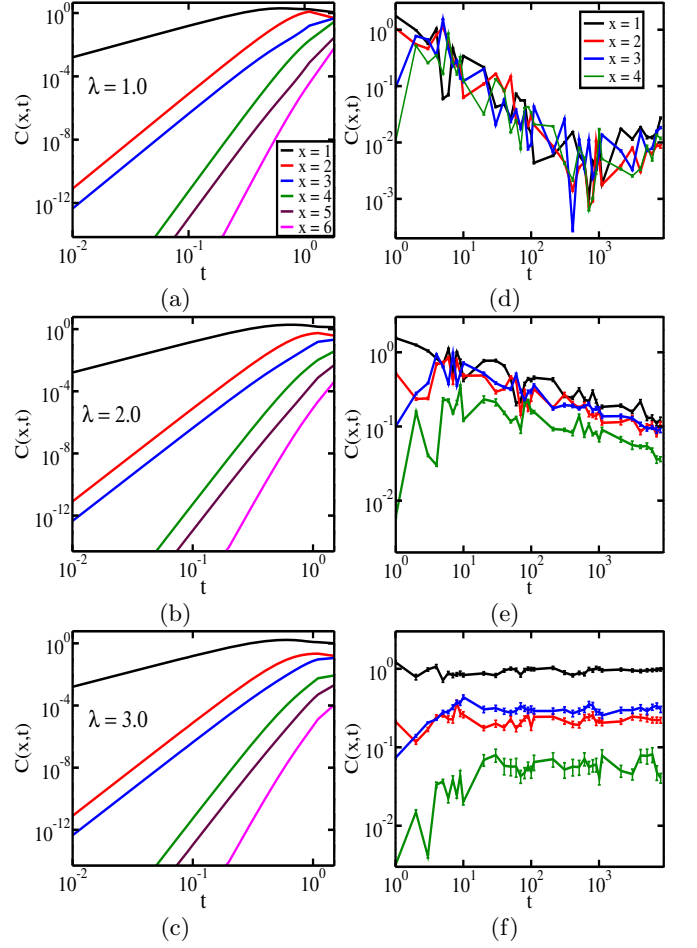 10^0
10^-4
10^-8
10^-12
C(x,t)
λ = 1.0
x = 1
x = 2
x = 3
x = 4
x = 5
x = 6
10^-2
10^-1
10^0
t
(a)
10^0
10^-1
10^-2
10^-3
C(x,t)
x = 1
x = 2
x = 3
x = 4
10^0
10^1
10^2
10^3
t
(d)
10^0
10^-4
10^-8
10^-12
C(x,t)
λ = 2.0
10^-2
10^-1
10^0
t
(b)
10^0
10^-1
10^-2
C(x,t)
10^0
10^1
10^2
10^3
t
(e)
10^0
10^-4
10^-8
10^-12
C(x,t)
λ = 3.0
10^-2
10^-1
10^0
t
(c)
10^0
10^-1
10^-2
C(x,t)
10^0
10^1
10^2
10^3
t
(f)